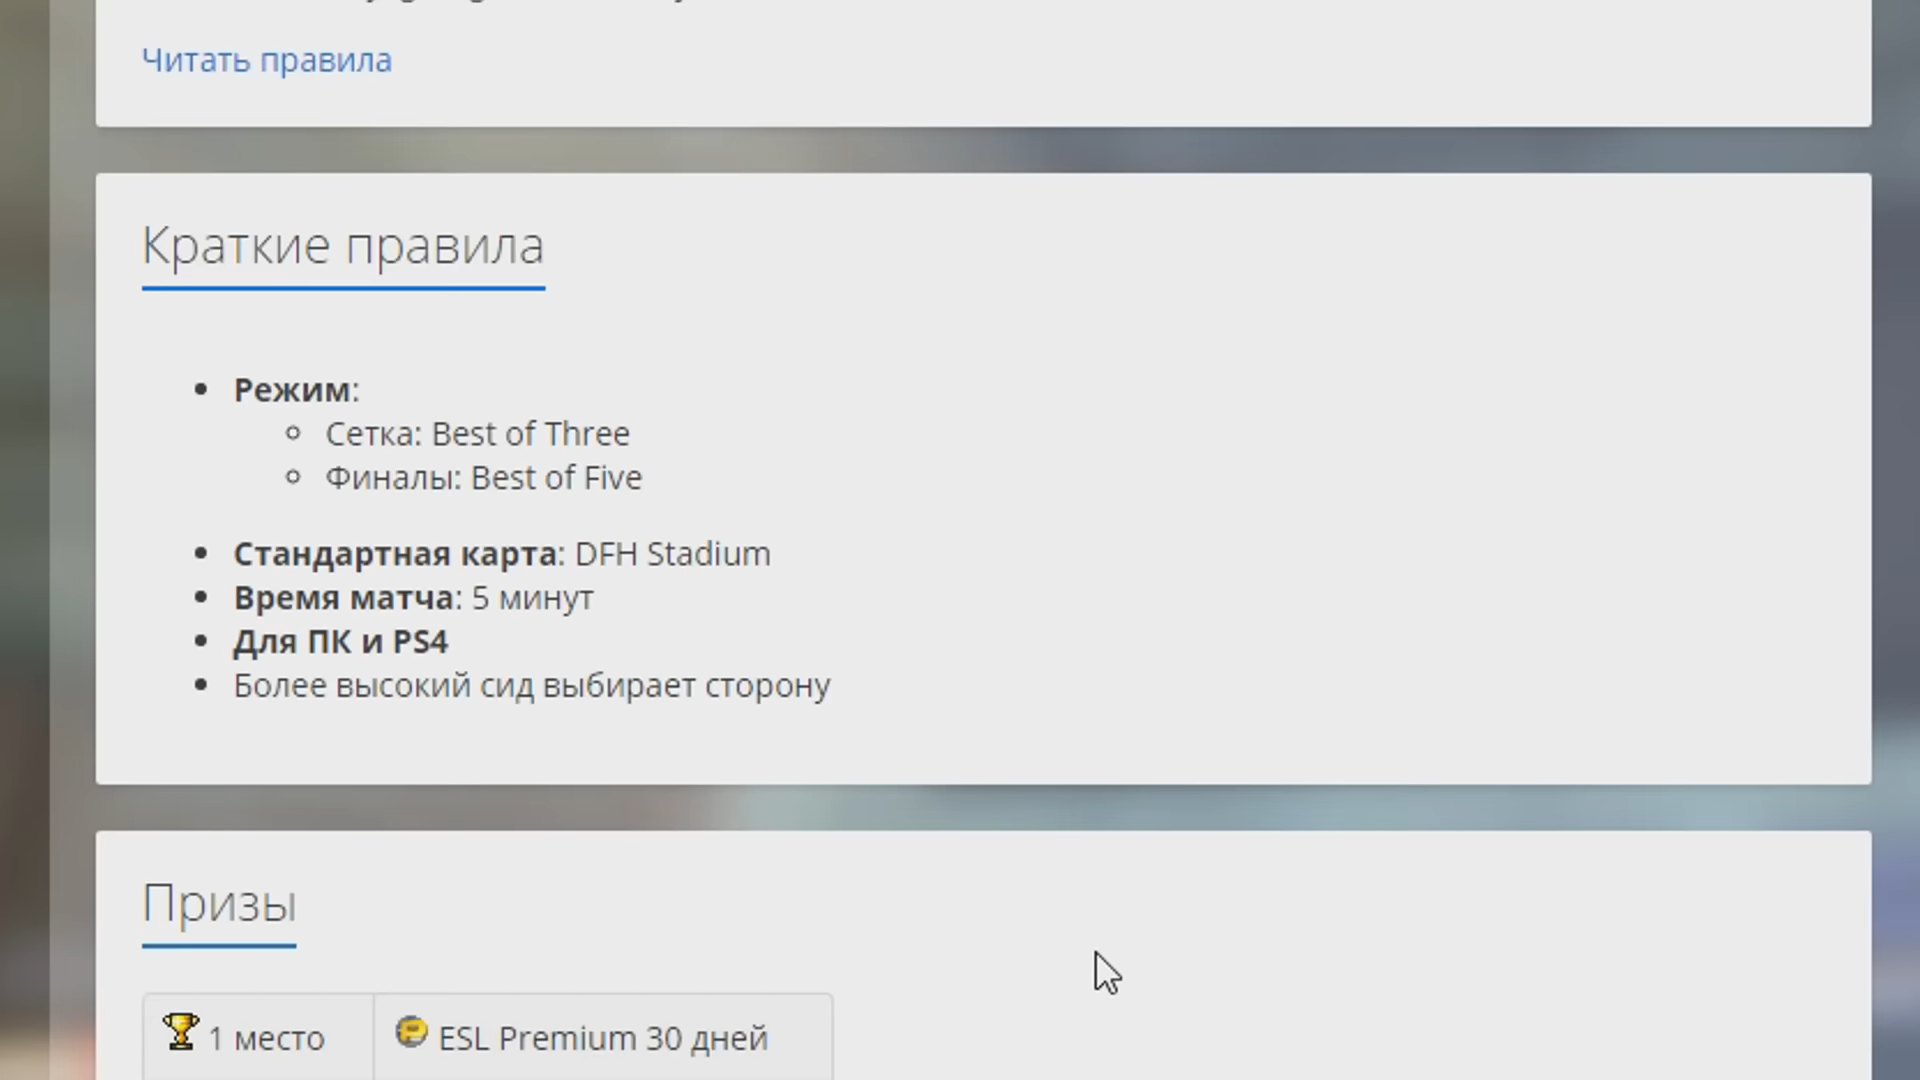 Читать правила
Краткие правила
Режим:
Сетка: Best of Three
Финалы: Best of Five
Стандартная карта: DFH Stadium
Время матча: 5 минут
Для ПК и PS4
Более высокий сид выбирает сторону
Призы
1 место
ESL Premium 30 дней